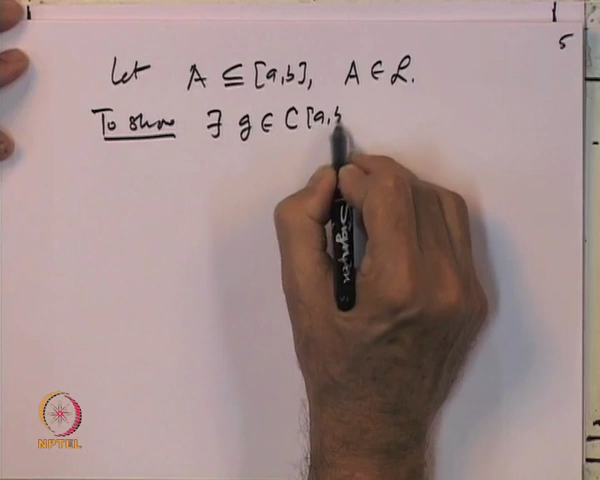 5
Let A ⊆ [a,b], A ∈ ℒ.
To show ∃ g ∈ C[a,b
NPTEL